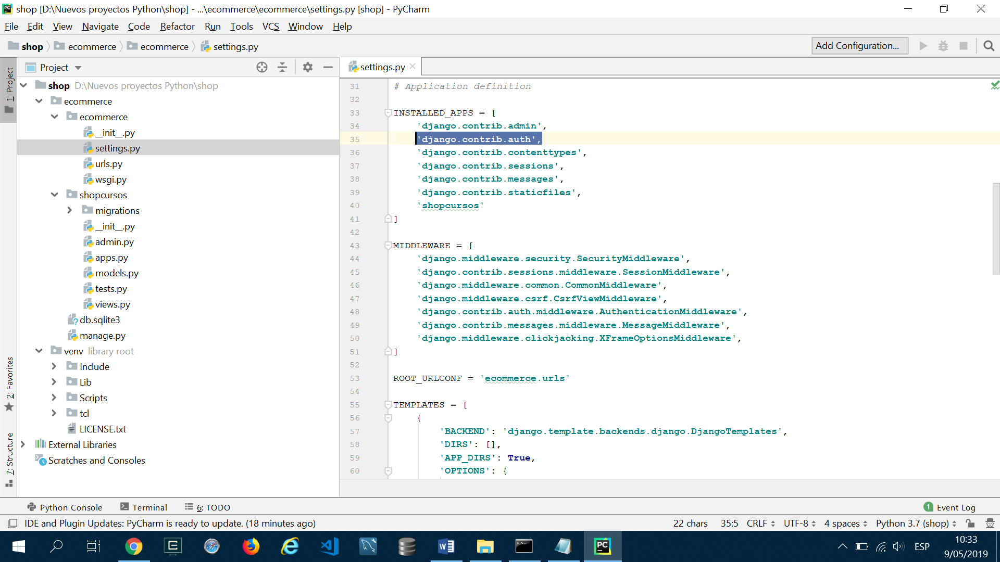 shop [D:\Nuevos proyectos Python\shop] - ...\ecommerce\ecommerce\settings.py [shop] - PyCharm
File Edit View Navigate Code Refactor Run Tools VCS Window Help
shop ecommerce ecommerce settings.py
Add Configuration...
1: Project
2: Favorites
7: Structure
Project
shop D:\Nuevos proyectos Python\shop
ecommerce
ecommerce
__init__.py
settings.py
urls.py
wsgi.py
shopcursos
migrations
__init__.py
admin.py
apps.py
models.py
tests.py
views.py
db.sqlite3
manage.py
venv library root
Include
Lib
Scripts
tcl
LICENSE.txt
External Libraries
Scratches and Consoles
settings.py
31 # Application definition
32
33 INSTALLED_APPS = [
34 'django.contrib.admin',
35 'django.contrib.auth',
36 'django.contrib.contenttypes',
37 'django.contrib.sessions',
38 'django.contrib.messages',
39 'django.contrib.staticfiles',
40 'shopcursos'
41 ]
42
43 MIDDLEWARE = [
44 'django.middleware.security.SecurityMiddleware',
45 'django.contrib.sessions.middleware.SessionMiddleware',
46 'django.middleware.common.CommonMiddleware',
47 'django.middleware.csrf.CsrfViewMiddleware',
48 'django.contrib.auth.middleware.AuthenticationMiddleware',
49 'django.contrib.messages.middleware.MessageMiddleware',
50 'django.middleware.clickjacking.XFrameOptionsMiddleware',
51 ]
52
53 ROOT_URLCONF = 'ecommerce.urls'
54
55 TEMPLATES = [
56 {
57 'BACKEND': 'django.template.backends.django.DjangoTemplates',
58 'DIRS': [],
59 'APP_DIRS': True,
60 'OPTIONS': {
Python Console Terminal 6: TODO
1 Event Log
IDE and Plugin Updates: PyCharm is ready to update. (18 minutes ago)
22 chars 35:5 CRLF UTF-8 4 spaces Python 3.7 (shop)
ESP
10:33
9/05/2019